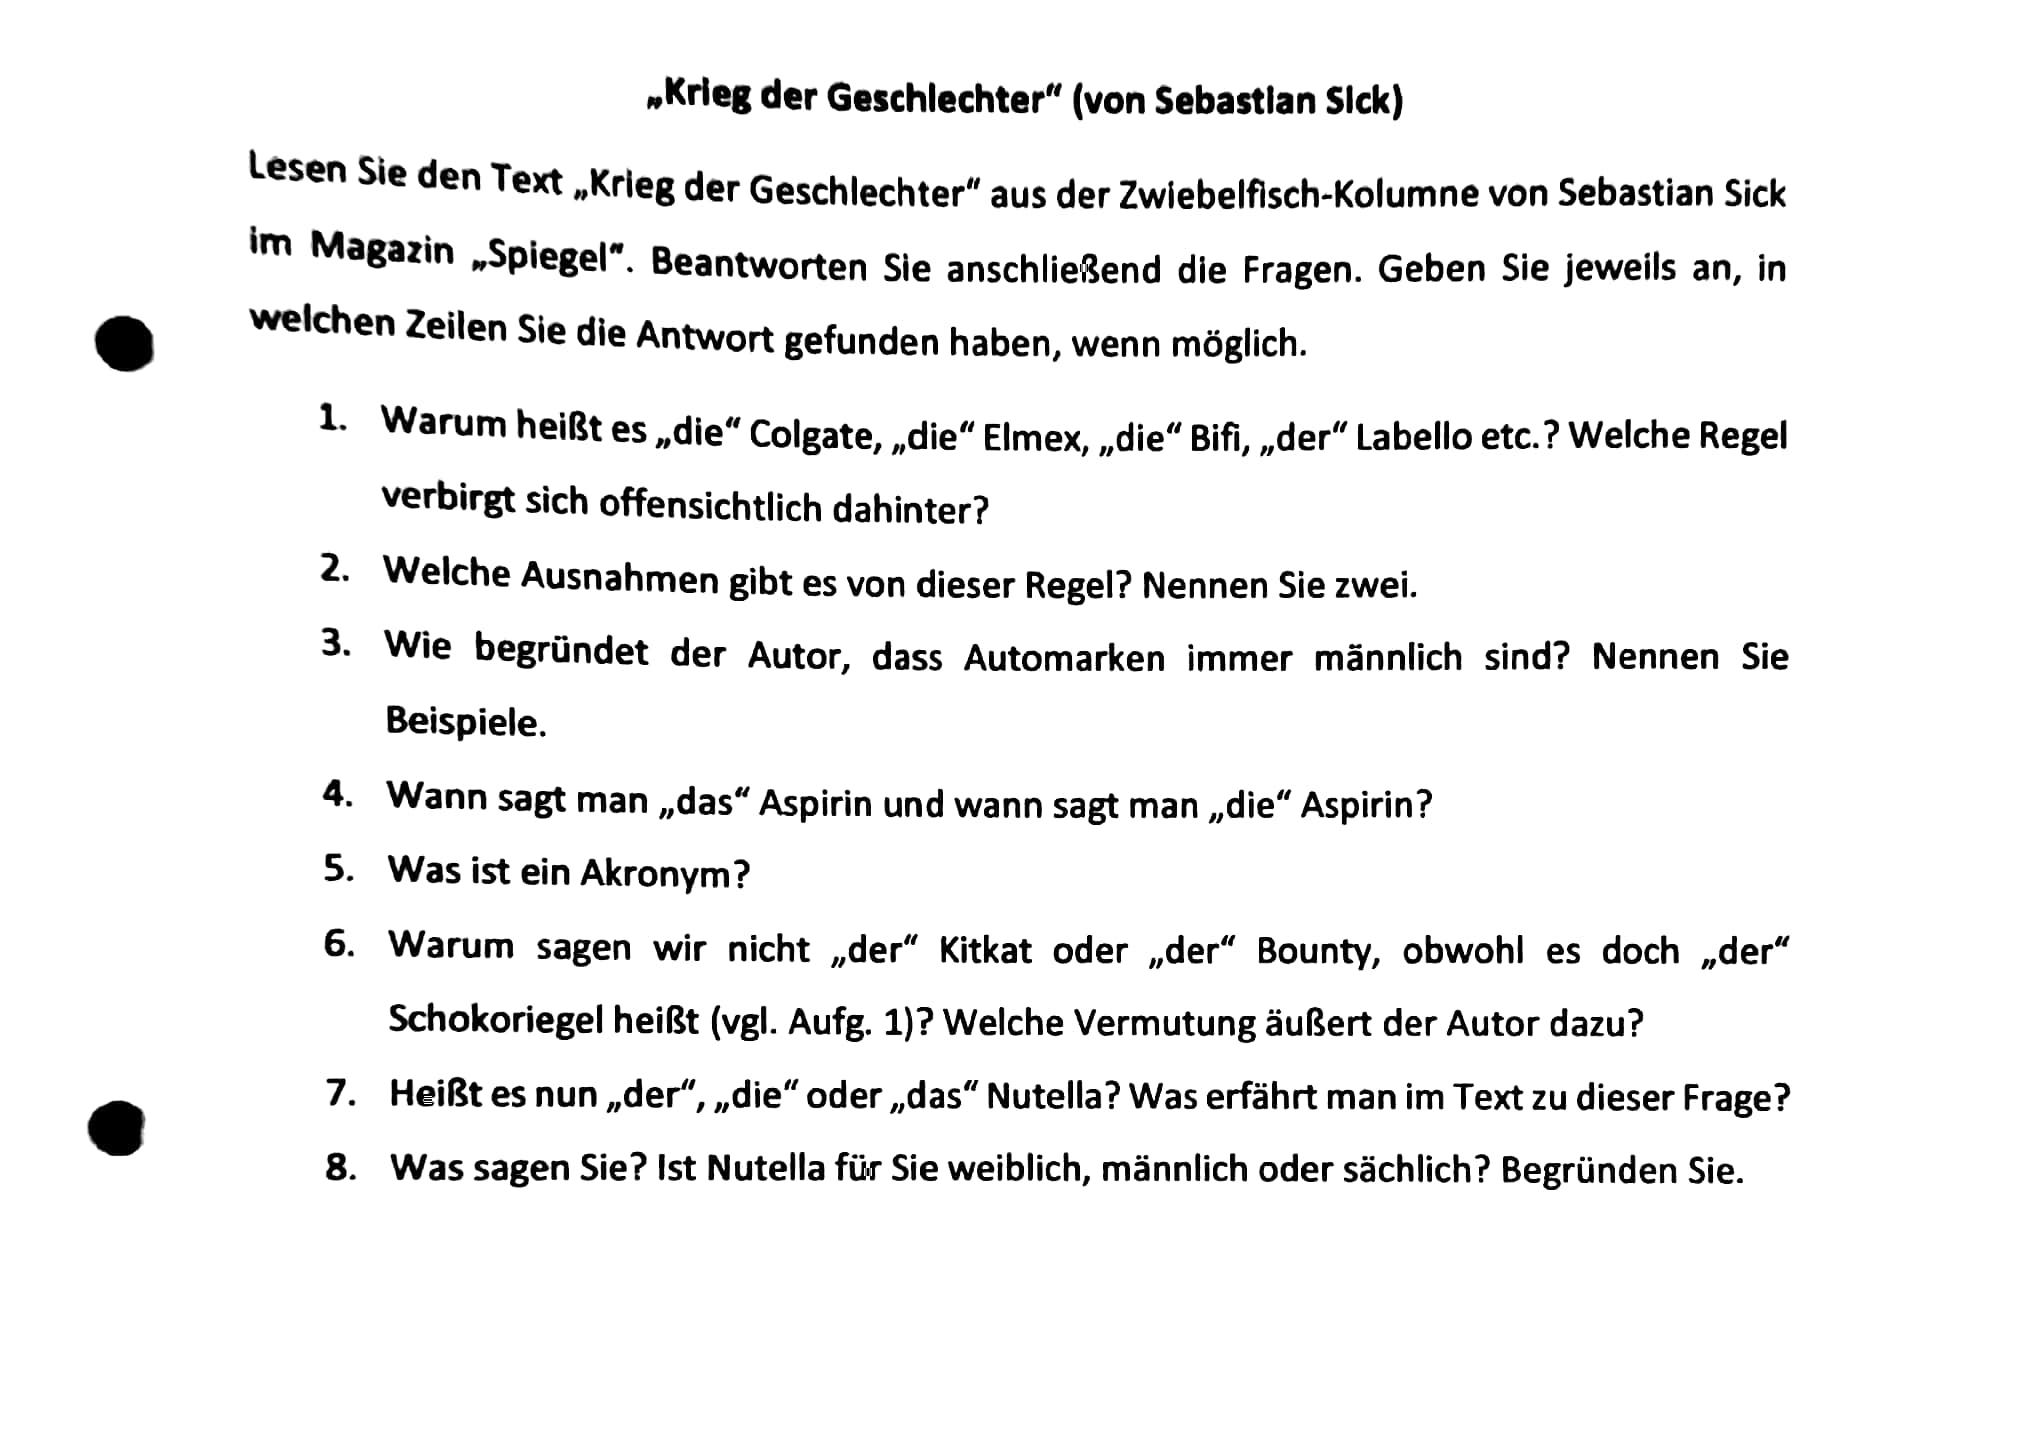 „Krieg der Geschlechter“ (von Sebastian Sick)
Lesen Sie den Text „Krieg der Geschlechter“ aus der Zwiebelfisch-Kolumne von Sebastian Sick
im Magazin „Spiegel“. Beantworten Sie anschließend die Fragen. Geben Sie jeweils an, in
welchen Zeilen Sie die Antwort gefunden haben, wenn möglich.
1. Warum heißt es „die“ Colgate, „die“ Elmex, „die“ Bifi, „der“ Labello etc.? Welche Regel
verbirgt sich offensichtlich dahinter?
2. Welche Ausnahmen gibt es von dieser Regel? Nennen Sie zwei.
3. Wie begründet der Autor, dass Automarken immer männlich sind? Nennen Sie
Beispiele.
4. Wann sagt man „das“ Aspirin und wann sagt man „die“ Aspirin?
5. Was ist ein Akronym?
6. Warum sagen wir nicht „der“ Kitkat oder „der“ Bounty, obwohl es doch „der“
Schokoriegel heißt (vgl. Aufg. 1)? Welche Vermutung äußert der Autor dazu?
7. Heißt es nun „der“, „die“ oder „das“ Nutella? Was erfährt man im Text zu dieser Frage?
8. Was sagen Sie? Ist Nutella für Sie weiblich, männlich oder sächlich? Begründen Sie.